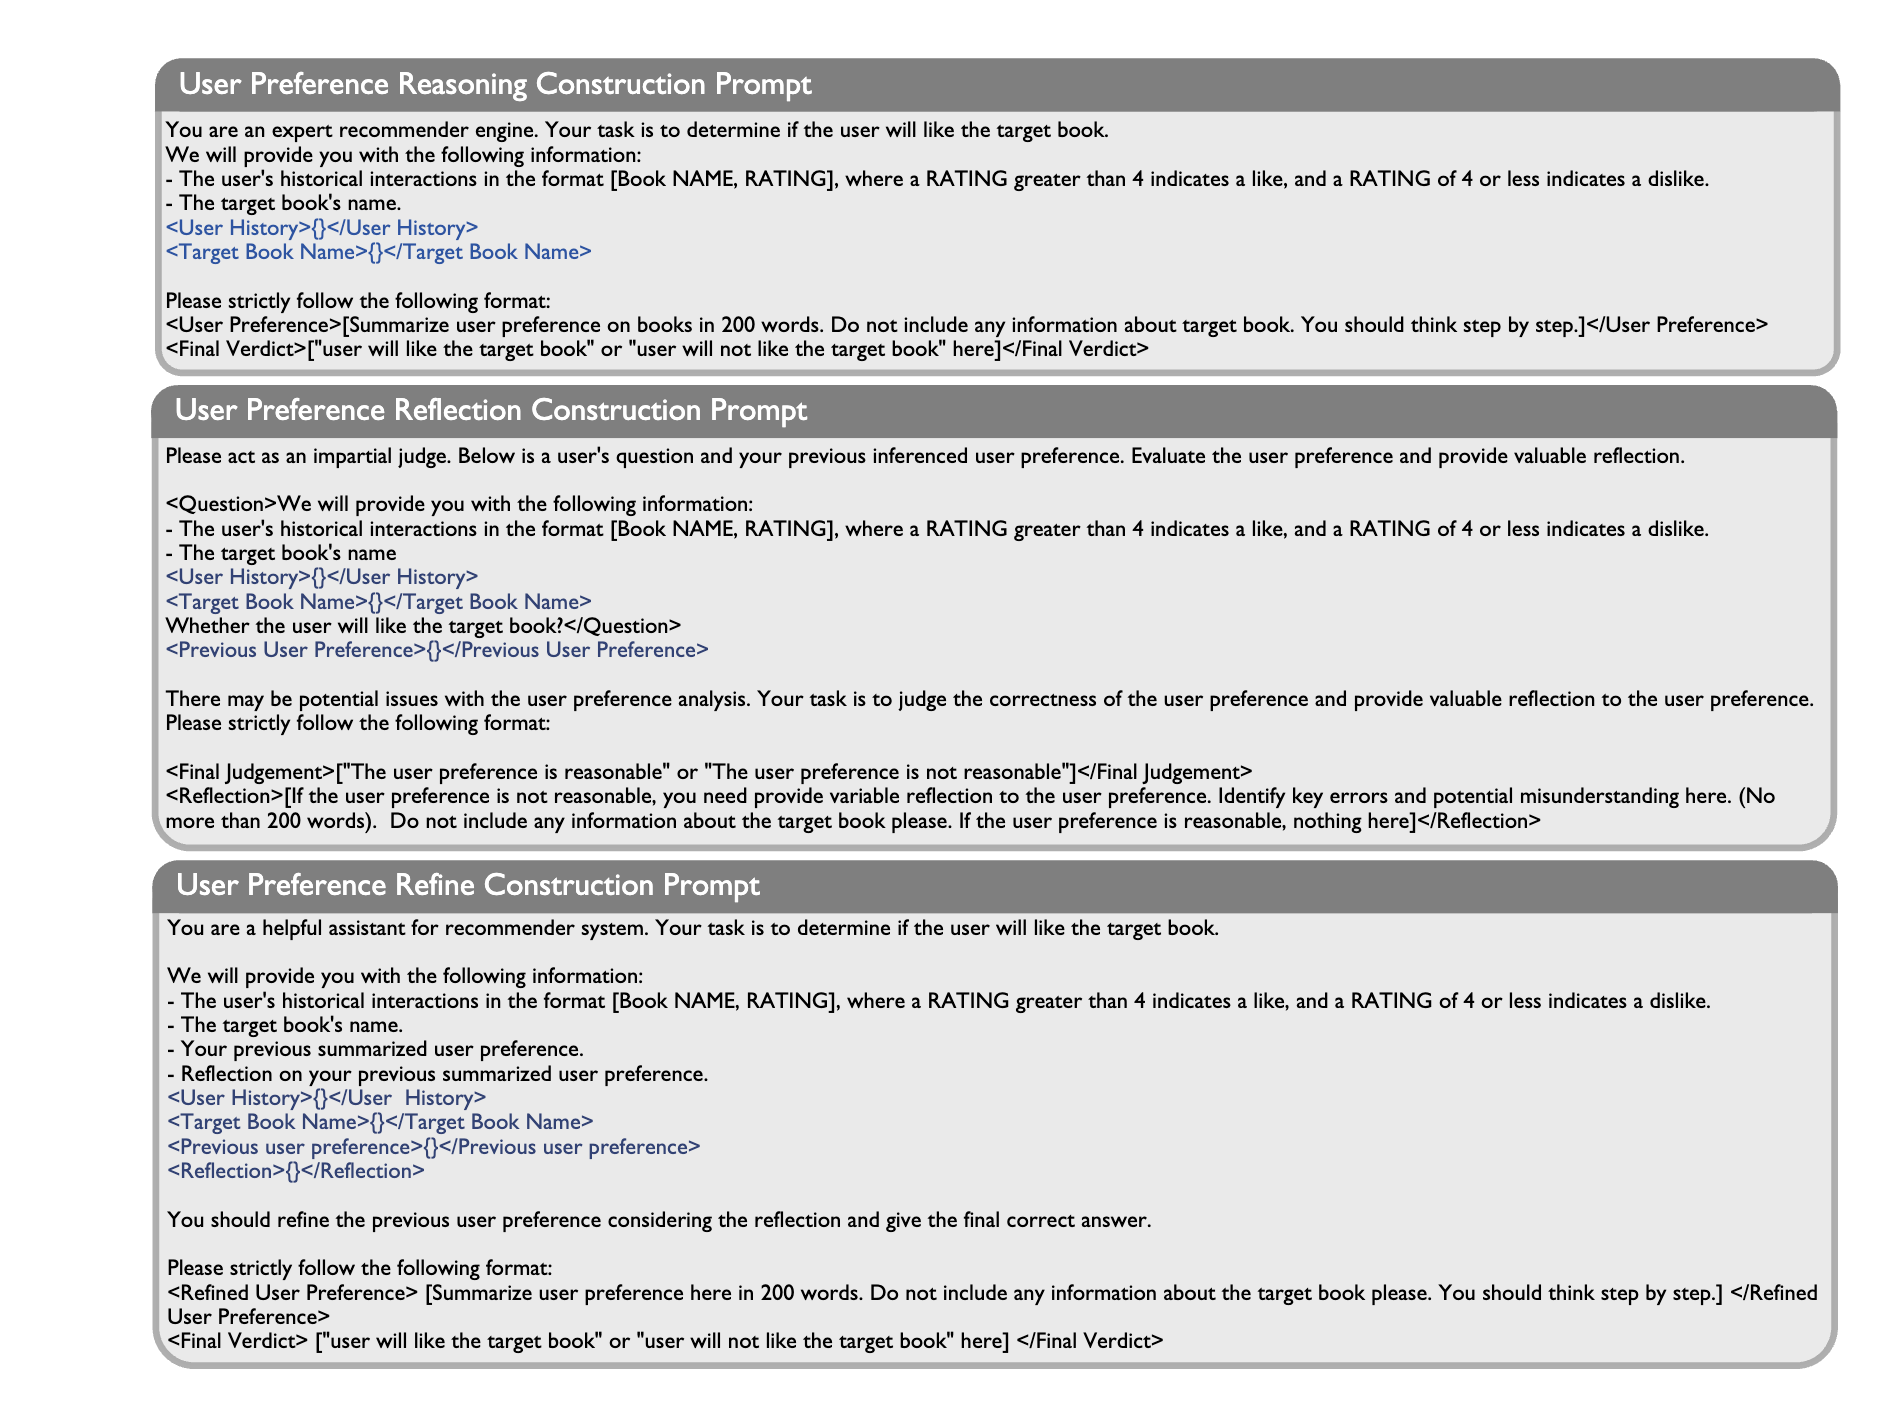 User Preference Reasoning Construction Prompt
You are an expert recommender engine. Your task is to determine if the user will like the target book.
We will provide you with the following information:
- The user's historical interactions in the format [Book NAME, RATING], where a RATING greater than 4 indicates a like, and a RATING of 4 or less indicates a dislike.
- The target book's name.
<User History>{}</User History>
<Target Book Name>{}</Target Book Name>
Please strictly follow the following format:
<User Preference>[Summarize user preference on books in 200 words. Do not include any information about target book. You should think step by step.]</User Preference>
<Final Verdict>["user will like the target book" or "user will not like the target book" here]</Final Verdict>
User Preference Reflection Construction Prompt
Please act as an impartial judge. Below is a user's question and your previous inferenced user preference. Evaluate the user preference and provide valuable reflection.
<Question>We will provide you with the following information:
- The user's historical interactions in the format [Book NAME, RATING], where a RATING greater than 4 indicates a like, and a RATING of 4 or less indicates a dislike.
- The target book's name
<User History>{}</User History>
<Target Book Name>{}</Target Book Name>
Whether the user will like the target book?</Question>
<Previous User Preference>{}</Previous User Preference>
There may be potential issues with the user preference analysis. Your task is to judge the correctness of the user preference and provide valuable reflection to the user preference.
Please strictly follow the following format:
<Final Judgement>["The user preference is reasonable" or "The user preference is not reasonable"]</Final Judgement>
<Reflection>[If the user preference is not reasonable, you need provide variable reflection to the user preference. Identify key errors and potential misunderstanding here. (No
more than 200 words).  Do not include any information about the target book please. If the user preference is reasonable, nothing here]</Reflection>
User Preference Refine Construction Prompt
You are a helpful assistant for recommender system. Your task is to determine if the user will like the target book.
We will provide you with the following information:
- The user's historical interactions in the format [Book NAME, RATING], where a RATING greater than 4 indicates a like, and a RATING of 4 or less indicates a dislike.
- The target book's name.
- Your previous summarized user preference.
- Reflection on your previous summarized user preference.
<User History>{}</User  History>
<Target Book Name>{}</Target Book Name>
<Previous user preference>{}</Previous user preference>
<Reflection>{}</Reflection>
You should refine the previous user preference considering the reflection and give the final correct answer.
Please strictly follow the following format:
<Refined User Preference> [Summarize user preference here in 200 words. Do not include any information about the target book please. You should think step by step.] </Refined
User Preference>
<Final Verdict> ["user will like the target book" or "user will not like the target book" here] </Final Verdict>